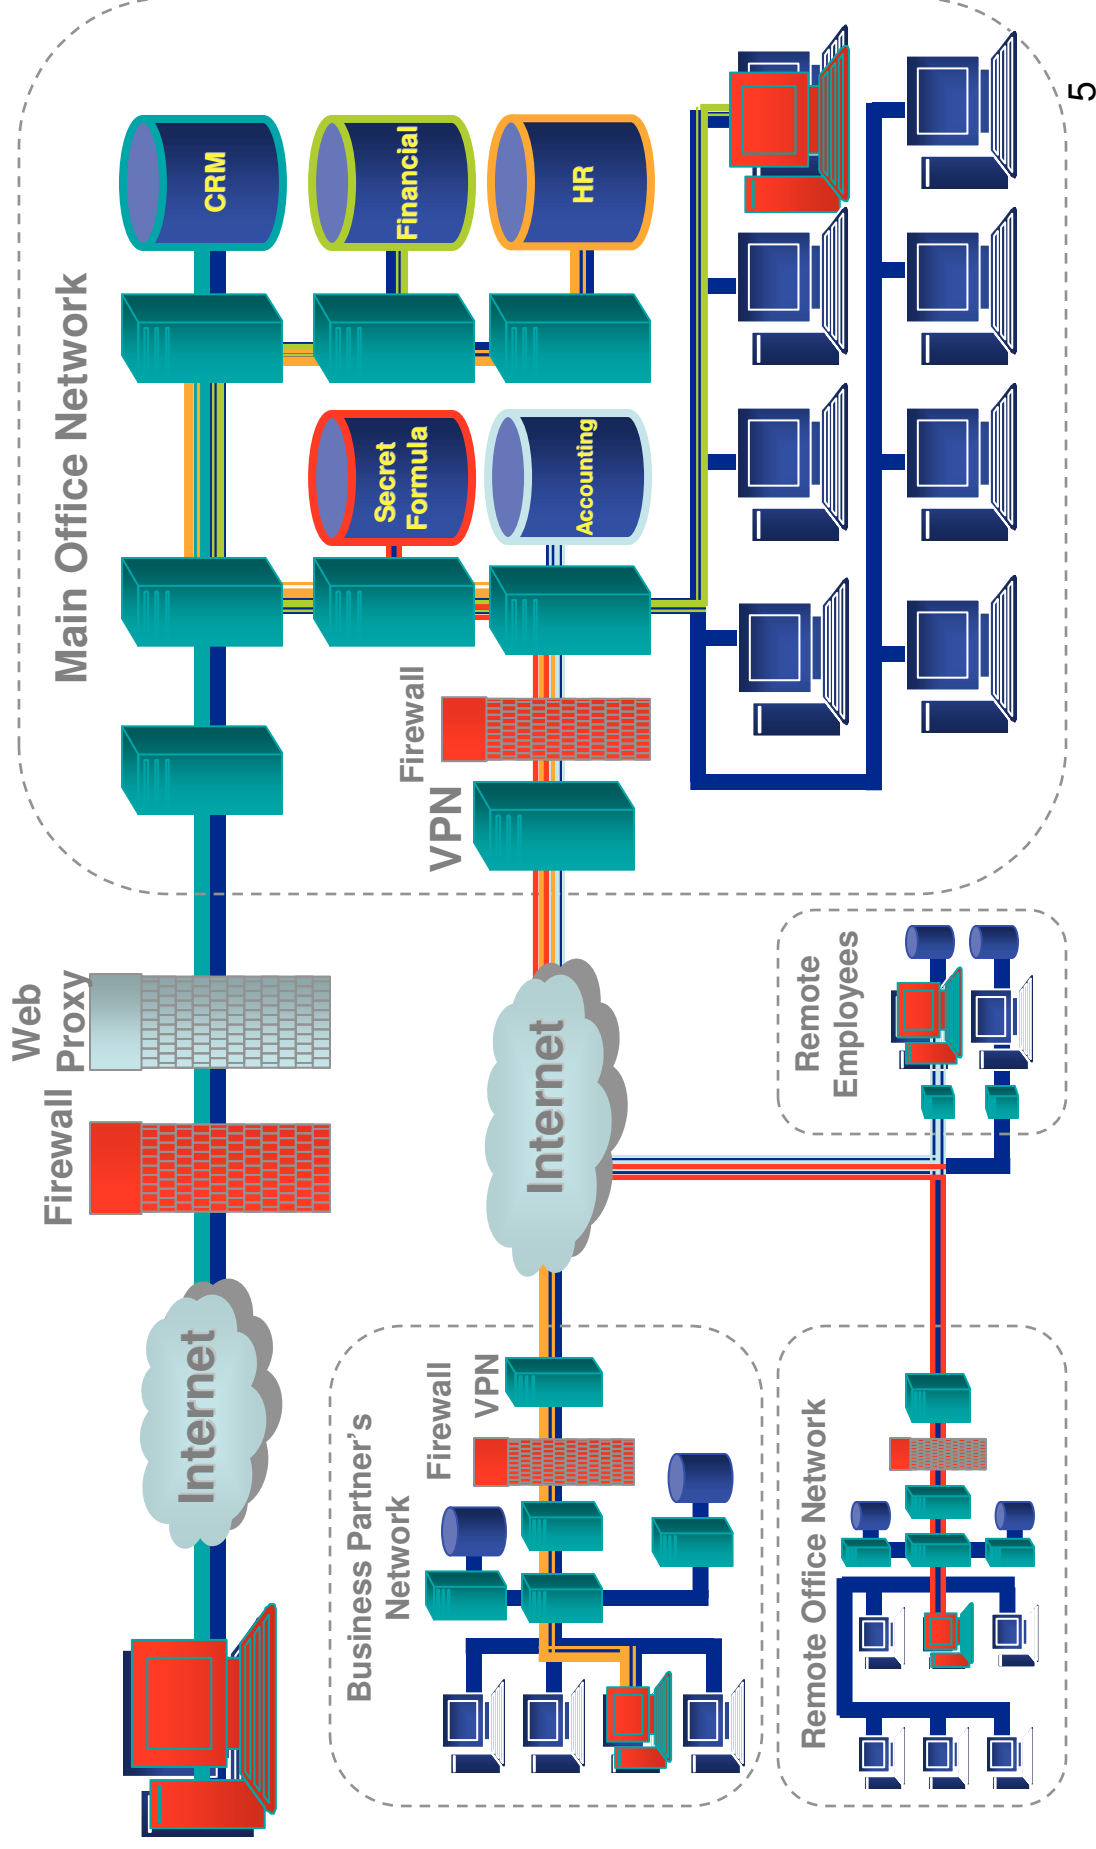 Main Office Network
CRM
Financial
HR
Secret
Formula
Accounting
Firewall
VPN
Web
Proxy
Firewall
Internet
Internet
Remote
Employees
Business Partner's
Network
Firewall
VPN
Remote Office Network
5